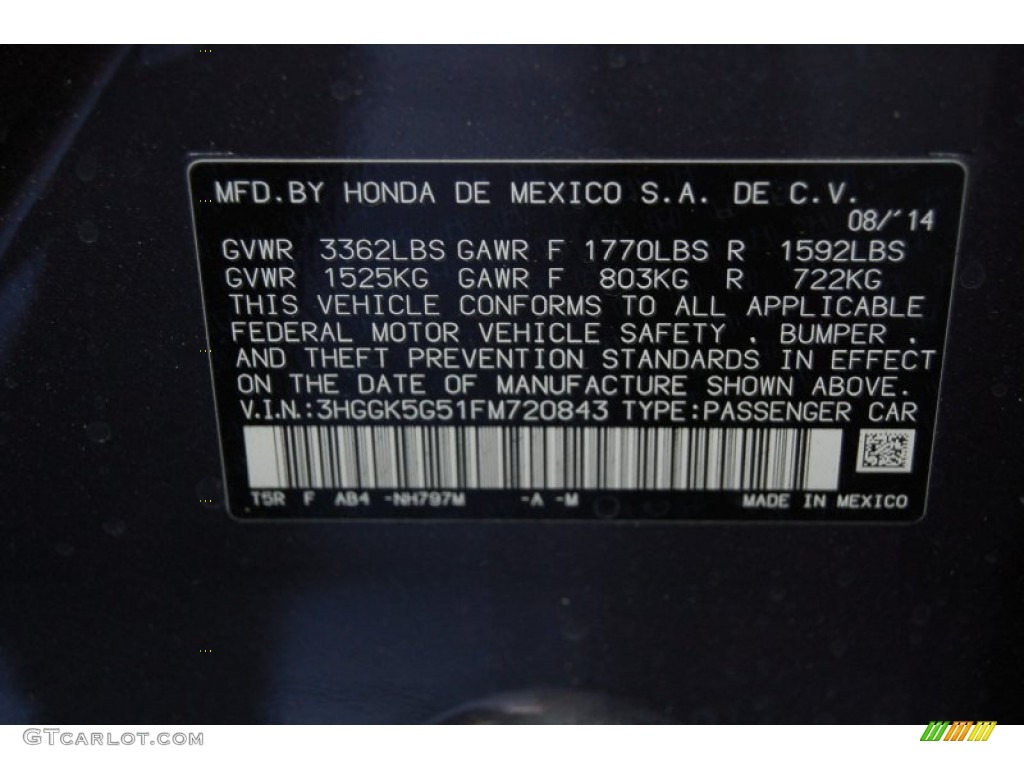 MFD.BY HONDA DE MEXICO S.A. DE C.V.
08/'14
GVWR 3362LBS GAWR F 1770LBS R 1592LBS
GVWR 1525KG GAWR F 803KG R 722KG
THIS VEHICLE CONFORMS TO ALL APPLICABLE
FEDERAL MOTOR VEHICLE SAFETY . BUMPER .
AND THEFT PREVENTION STANDARDS IN EFFECT
ON THE DATE OF MANUFACTURE SHOWN ABOVE.
V.I.N.:3HGGK5G51FM720843 TYPE:PASSENGER CAR
T5R F AB4 -NH797M -A -M MADE IN MEXICO
GTCARLOT.COM